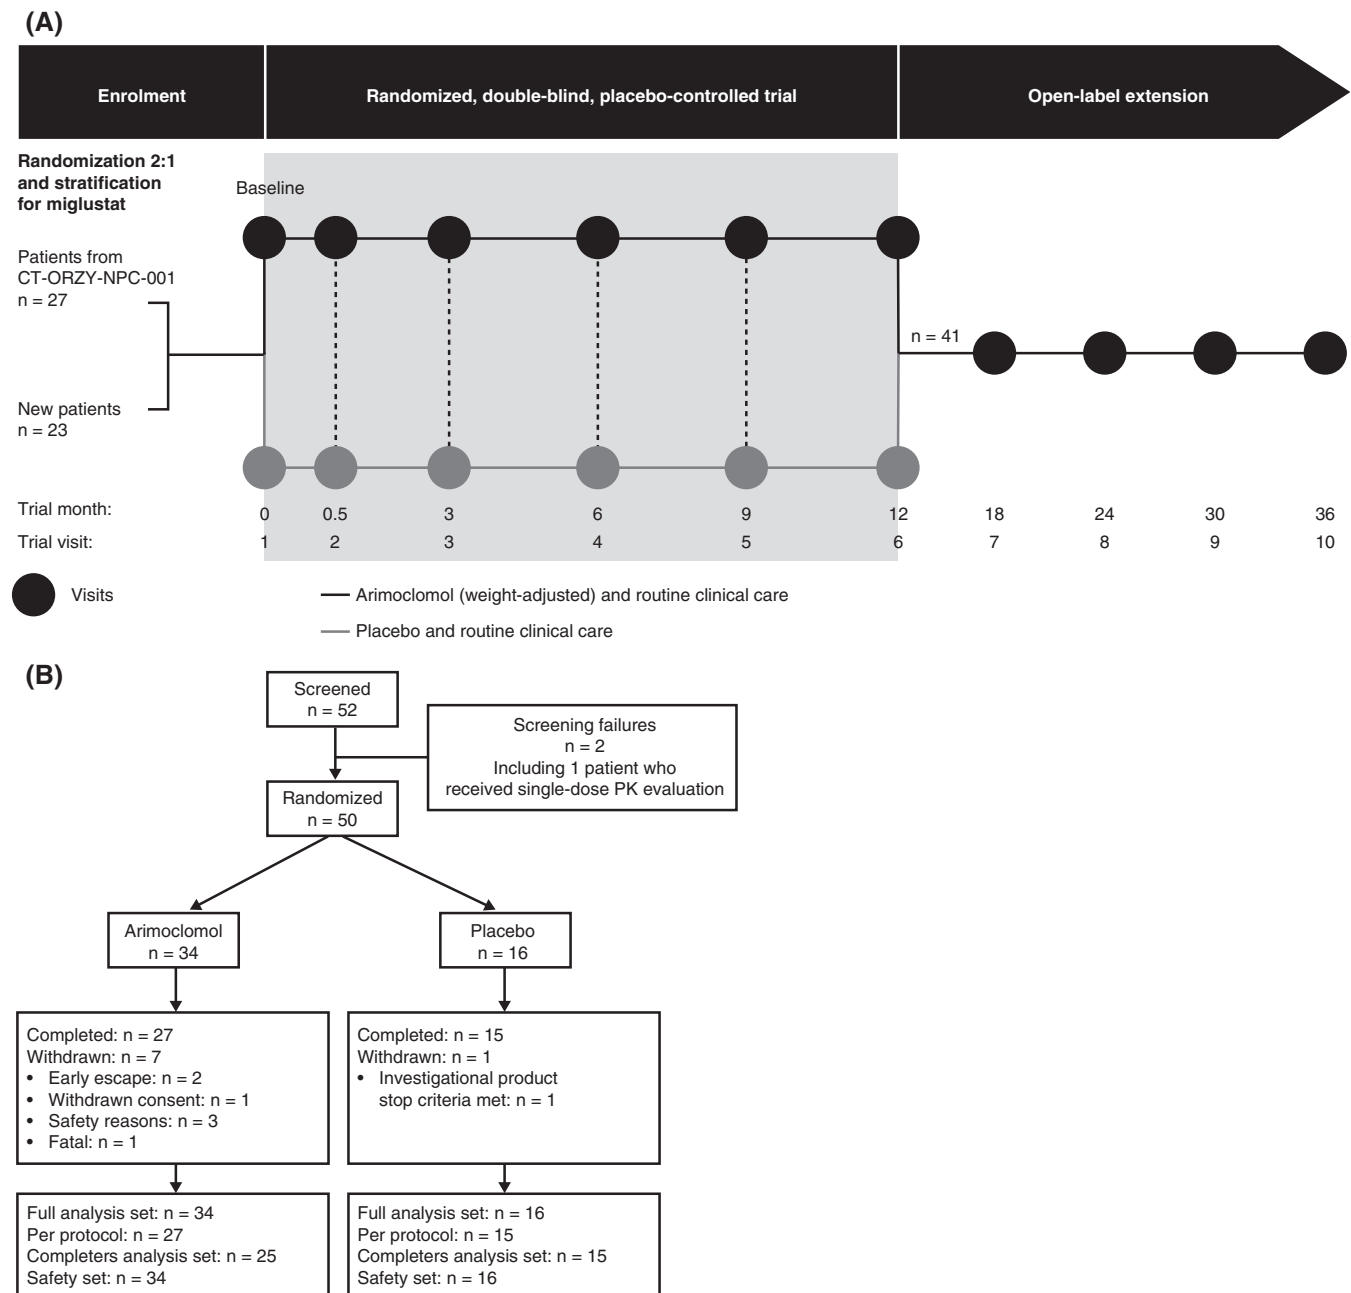 (A)
Enrolment
Randomized, double-blind, placebo-controlled trial
Open-label extension
Randomization 2:1
and stratification
for miglustat
Baseline
Patients from
CT-ORZY-NPC-001
n = 27
n = 41
New patients
n = 23
Trial month:
0 0.5 3 6 9 12 18 24 30 36
Trial visit:
1 2 3 4 5 6 7 8 9 10
Visits
Arimoclomol (weight-adjusted) and routine clinical care
Placebo and routine clinical care
(B)
Screened
n = 52
Screening failures
n = 2
Including 1 patient who
received single-dose PK evaluation
Randomized
n = 50
Arimoclomol
n = 34
Placebo
n = 16
Completed: n = 27
Withdrawn: n = 7
• Early escape: n = 2
• Withdrawn consent: n = 1
• Safety reasons: n = 3
• Fatal: n = 1
Completed: n = 15
Withdrawn: n = 1
• Investigational product
stop criteria met: n = 1
Full analysis set: n = 34
Per protocol: n = 27
Completers analysis set: n = 25
Safety set: n = 34
Full analysis set: n = 16
Per protocol: n = 15
Completers analysis set: n = 15
Safety set: n = 16